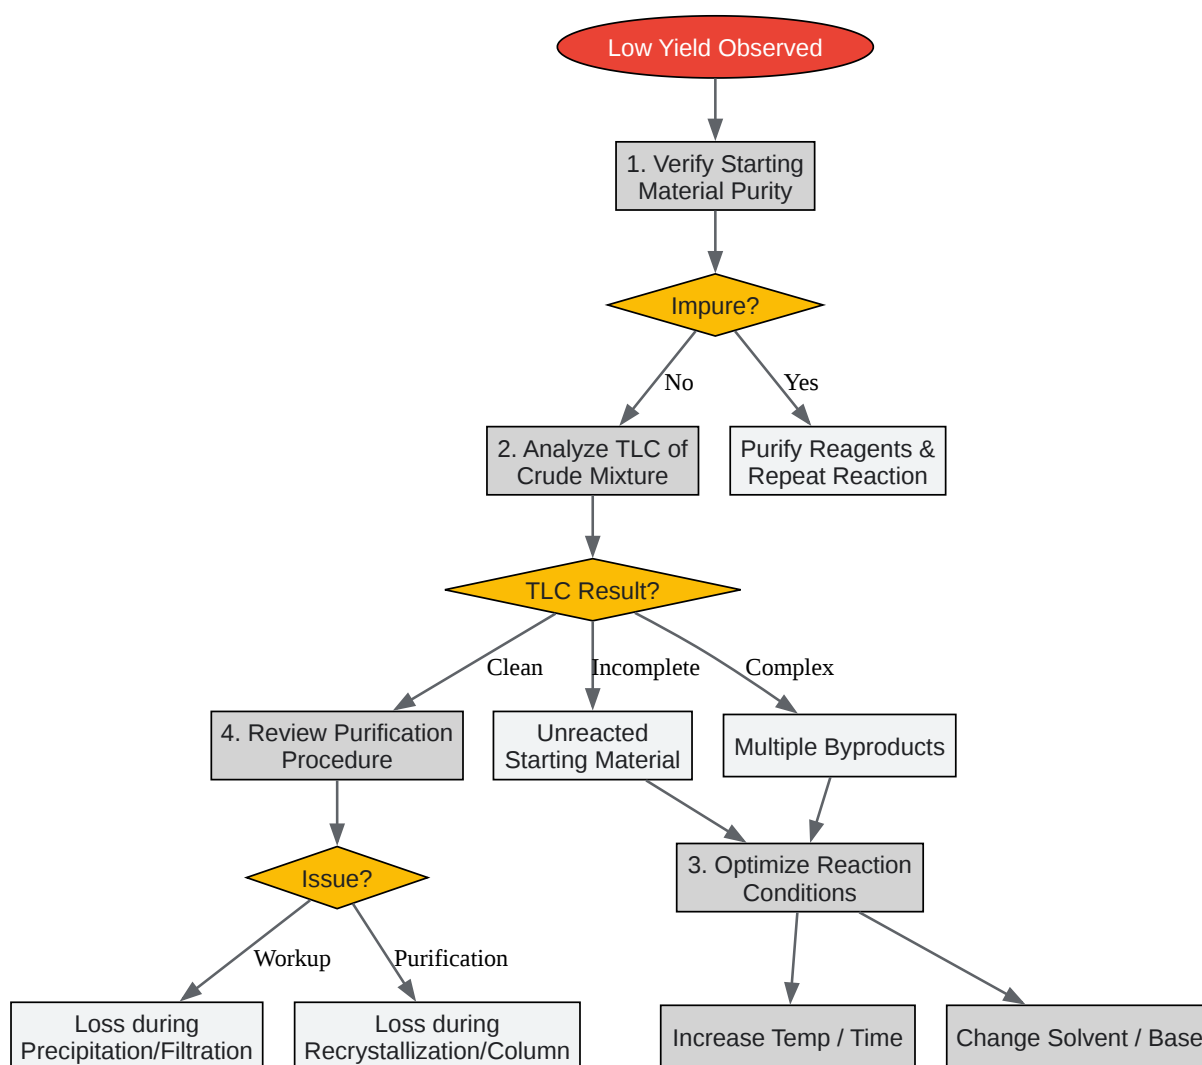 Low Yield Observed
1. Verify Starting
Material Purity
Impure?
No
Yes
2. Analyze TLC of
Crude Mixture
Purify Reagents &
Repeat Reaction
TLC Result?
Clean
Incomplete
Complex
4. Review Purification
Procedure
Unreacted
Starting Material
Multiple Byproducts
3. Optimize Reaction
Conditions
Issue?
Workup
Purification
Loss during
Precipitation/Filtration
Loss during
Recrystallization/Column
Increase Temp / Time
Change Solvent / Base